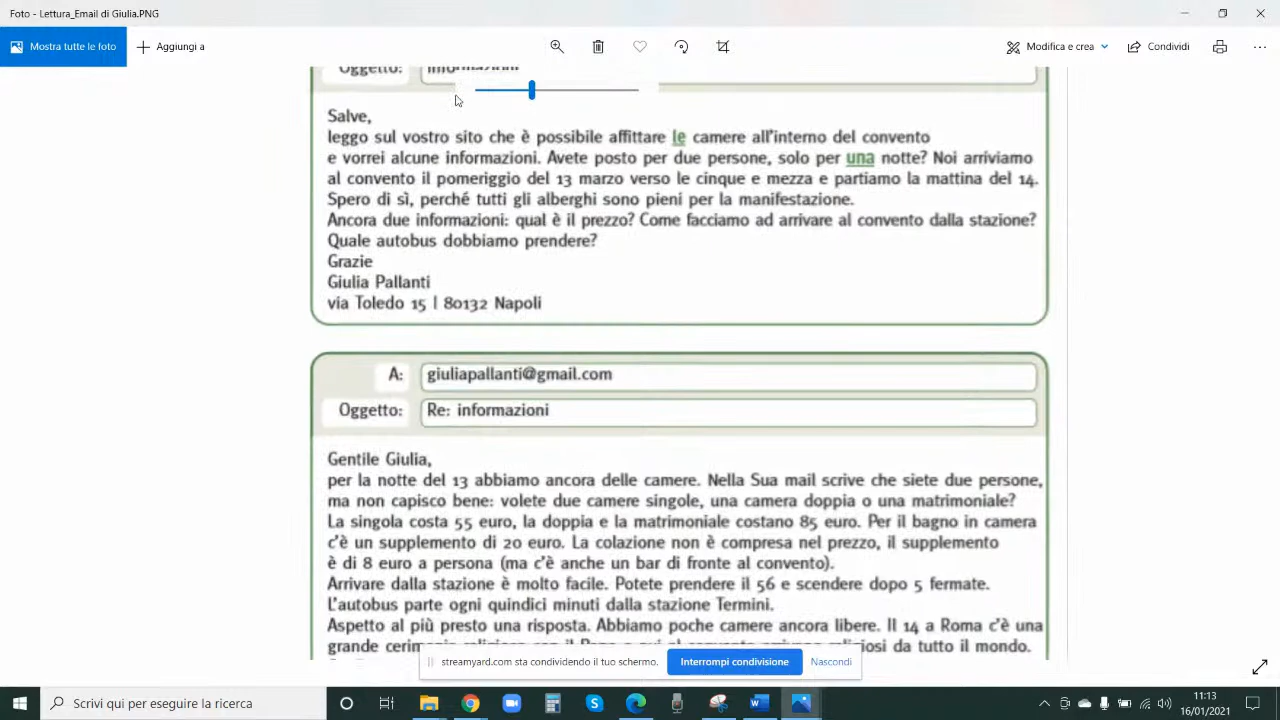 Foto - Lettura_Email di Giulia.PNG
Mostra tutte le foto
Aggiungi a
Modifica e crea
Condividi
Oggetto: informazioni
Salve,
leggo sul vostro sito che è possibile affittare le camere all'interno del convento
e vorrei alcune informazioni. Avete posto per due persone, solo per una notte? Noi arriviamo
al convento il pomeriggio del 13 marzo verso le cinque e mezza e partiamo la mattina del 14.
Spero di sì, perché tutti gli alberghi sono pieni per la manifestazione.
Ancora due informazioni: qual è il prezzo? Come facciamo ad arrivare al convento dalla stazione?
Quale autobus dobbiamo prendere?
Grazie
Giulia Pallanti
via Toledo 15 | 80132 Napoli
A: giuliapallanti@gmail.com
Oggetto: Re: informazioni
Gentile Giulia,
per la notte del 13 abbiamo ancora delle camere. Nella Sua mail scrive che siete due persone,
ma non capisco bene: volete due camere singole, una camera doppia o una matrimoniale?
La singola costa 55 euro, la doppia e la matrimoniale costano 85 euro. Per il bagno in camera
c'è un supplemento di 20 euro. La colazione non è compresa nel prezzo, il supplemento
è di 8 euro a persona (ma c'è anche un bar di fronte al convento).
Arrivare dalla stazione è molto facile. Potete prendere il 56 e scendere dopo 5 fermate.
L'autobus parte ogni quindici minuti dalla stazione Termini.
Aspetto al più presto una risposta. Abbiamo poche camere ancora libere. Il 14 a Roma c'è una
grande da tutto il mondo.
streamyard.com sta condividendo il tuo schermo.
Interrompi condivisione
Nascondi
Scrivi qui per eseguire la ricerca
11:13
16/01/2021